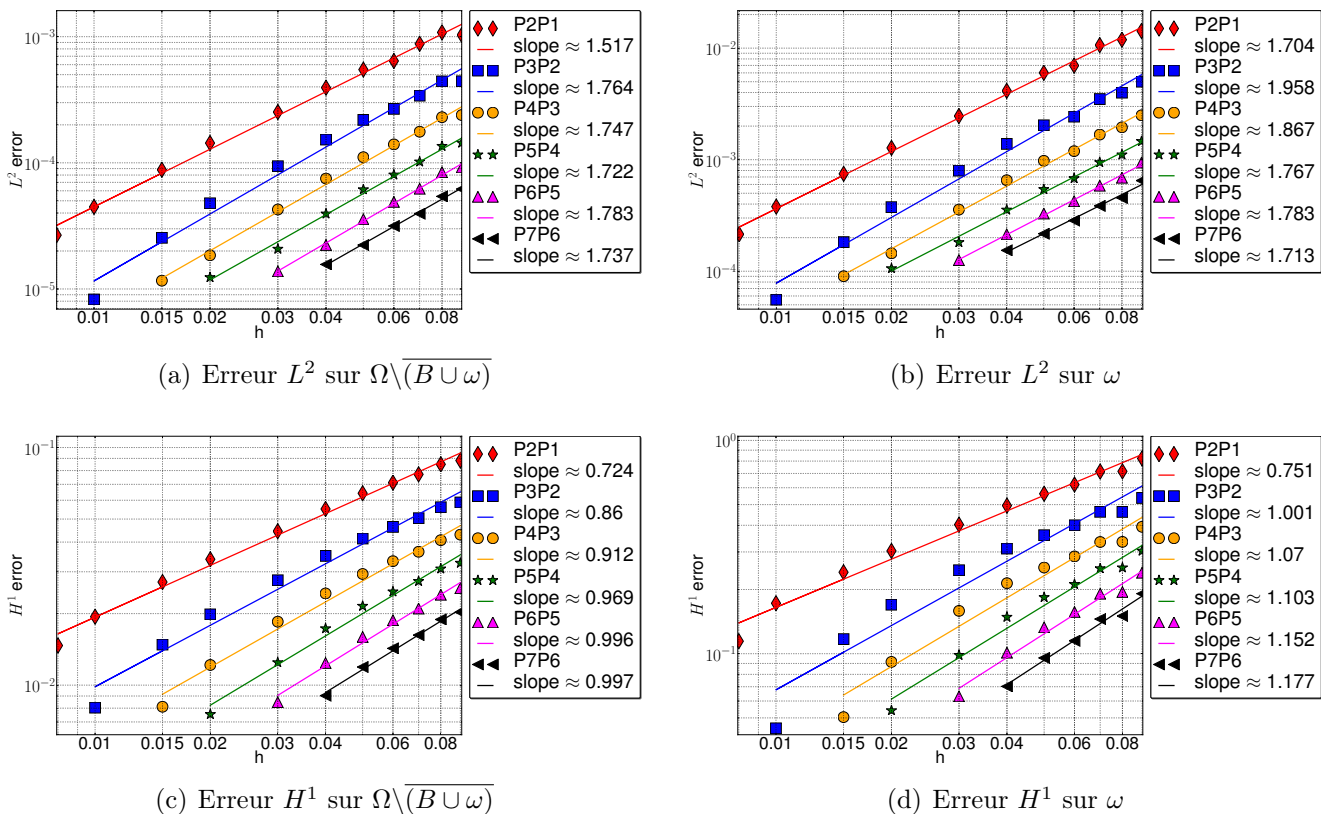 10⁻³
10⁻⁴
10⁻⁵
L² error
0.01 0.015 0.02 0.03 0.04 0.06 0.08
h
P2P1
slope ≈ 1.517
P3P2
slope ≈ 1.764
P4P3
slope ≈ 1.747
P5P4
slope ≈ 1.722
P6P5
slope ≈ 1.783
P7P6
slope ≈ 1.737
(a) Erreur L² sur Ω\(B ∪ ω)
10⁻²
10⁻³
10⁻⁴
L² error
0.01 0.015 0.02 0.03 0.04 0.06 0.08
h
P2P1
slope ≈ 1.704
P3P2
slope ≈ 1.958
P4P3
slope ≈ 1.867
P5P4
slope ≈ 1.767
P6P5
slope ≈ 1.783
P7P6
slope ≈ 1.713
(b) Erreur L² sur ω
10⁻¹
10⁻²
H¹ error
0.01 0.015 0.02 0.03 0.04 0.06 0.08
h
P2P1
slope ≈ 0.724
P3P2
slope ≈ 0.86
P4P3
slope ≈ 0.912
P5P4
slope ≈ 0.969
P6P5
slope ≈ 0.996
P7P6
slope ≈ 0.997
(c) Erreur H¹ sur Ω\(B ∪ ω)
10⁰
10⁻¹
H¹ error
0.01 0.015 0.02 0.03 0.04 0.06 0.08
h
P2P1
slope ≈ 0.751
P3P2
slope ≈ 1.001
P4P3
slope ≈ 1.07
P5P4
slope ≈ 1.103
P6P5
slope ≈ 1.152
P7P6
slope ≈ 1.177
(d) Erreur H¹ sur ω